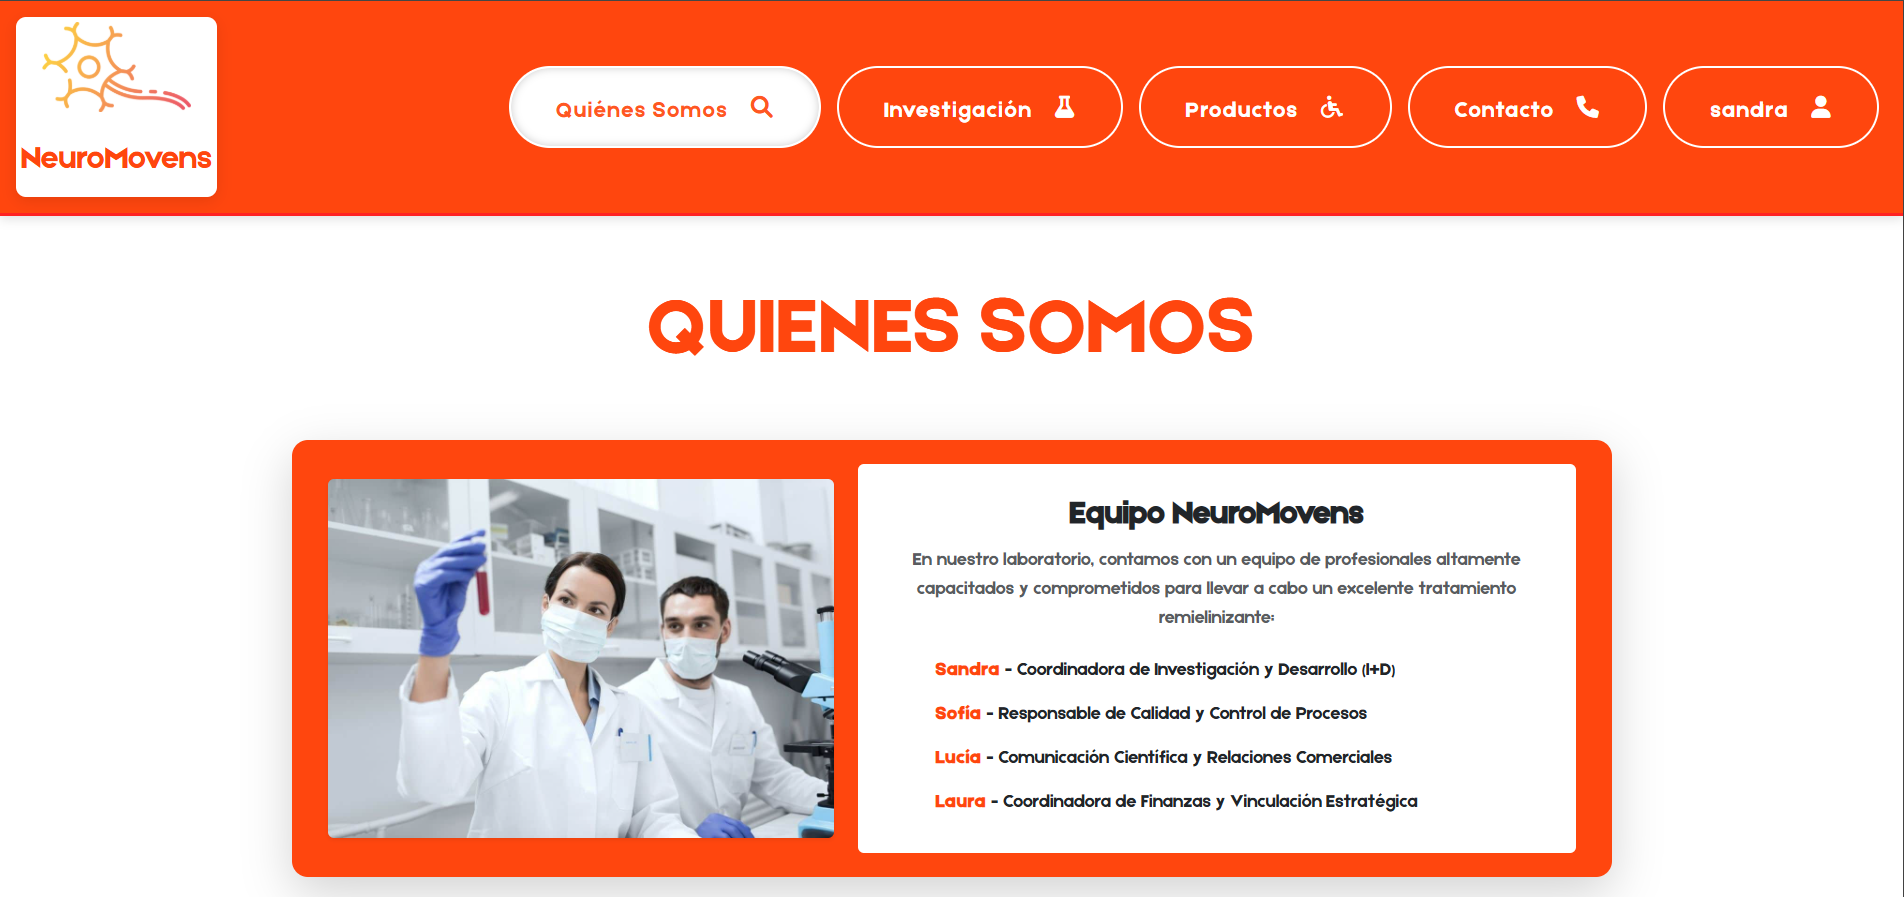 NeuroMovens
Quiénes Somos
Investigación
Productos
Contacto
sandra
QUIENES SOMOS
Equipo NeuroMovens
En nuestro laboratorio, contamos con un equipo de profesionales altamente
capacitados y comprometidos para llevar a cabo un excelente tratamiento
remielinizante:
Sandra - Coordinadora de Investigación y Desarrollo (I+D)
Sofía - Responsable de Calidad y Control de Procesos
Lucía - Comunicación Científica y Relaciones Comerciales
Laura - Coordinadora de Finanzas y Vinculación Estratégica